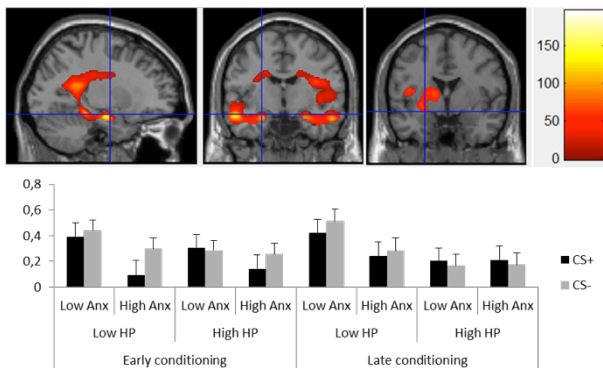 150
100
50
0
0,8
0,6
0,4
0,2
0
CS+
CS-
Low Anx High Anx Low Anx High Anx Low Anx High Anx Low Anx High Anx
Low HP High HP Low HP High HP
Early conditioning Late conditioning